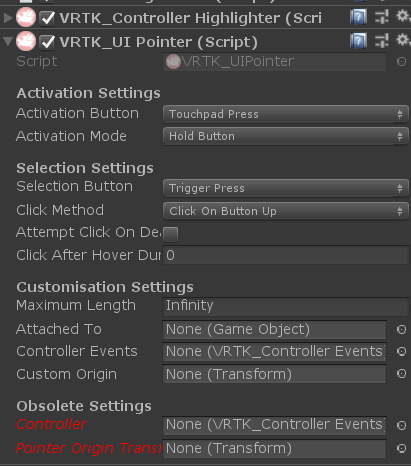 VRTK_Controller Highlighter (Scri
VRTK_UI Pointer (Script)
Script VRTK_UIPointer
Activation Settings
Activation Button Touchpad Press
Activation Mode Hold Button
Selection Settings
Selection Button Trigger Press
Click Method Click On Button Up
Attempt Click On De
Click After Hover Dur 0
Customisation Settings
Maximum Length Infinity
Attached To None (Game Object)
Controller Events None (VRTK_Controller Events
Custom Origin None (Transform)
Obsolete Settings
Controller None (VRTK_Controller Events
Pointer Origin Transf None (Transform)